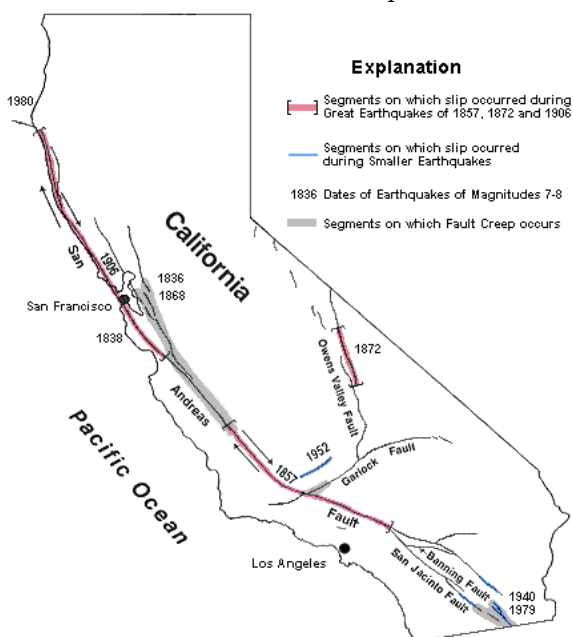 Explanation
Segments on which slip occurred during
Great Earthquakes of 1857, 1872 and 1906
Segments on which slip ocurred
during Smaller Earthquakes
1836 Dates of Earthquakes of Magnitudes 7-8
Segments on which Fault Creep occurs
1980
California
San
1906
1836
1868
San Francisco
1838
1872
Owens Valley Fault
Andreas
Pacific Ocean
1952
1857
Garlock Fault
Fault
Los Angeles
Banning Fault
San Jacinto Fault
1940
1979